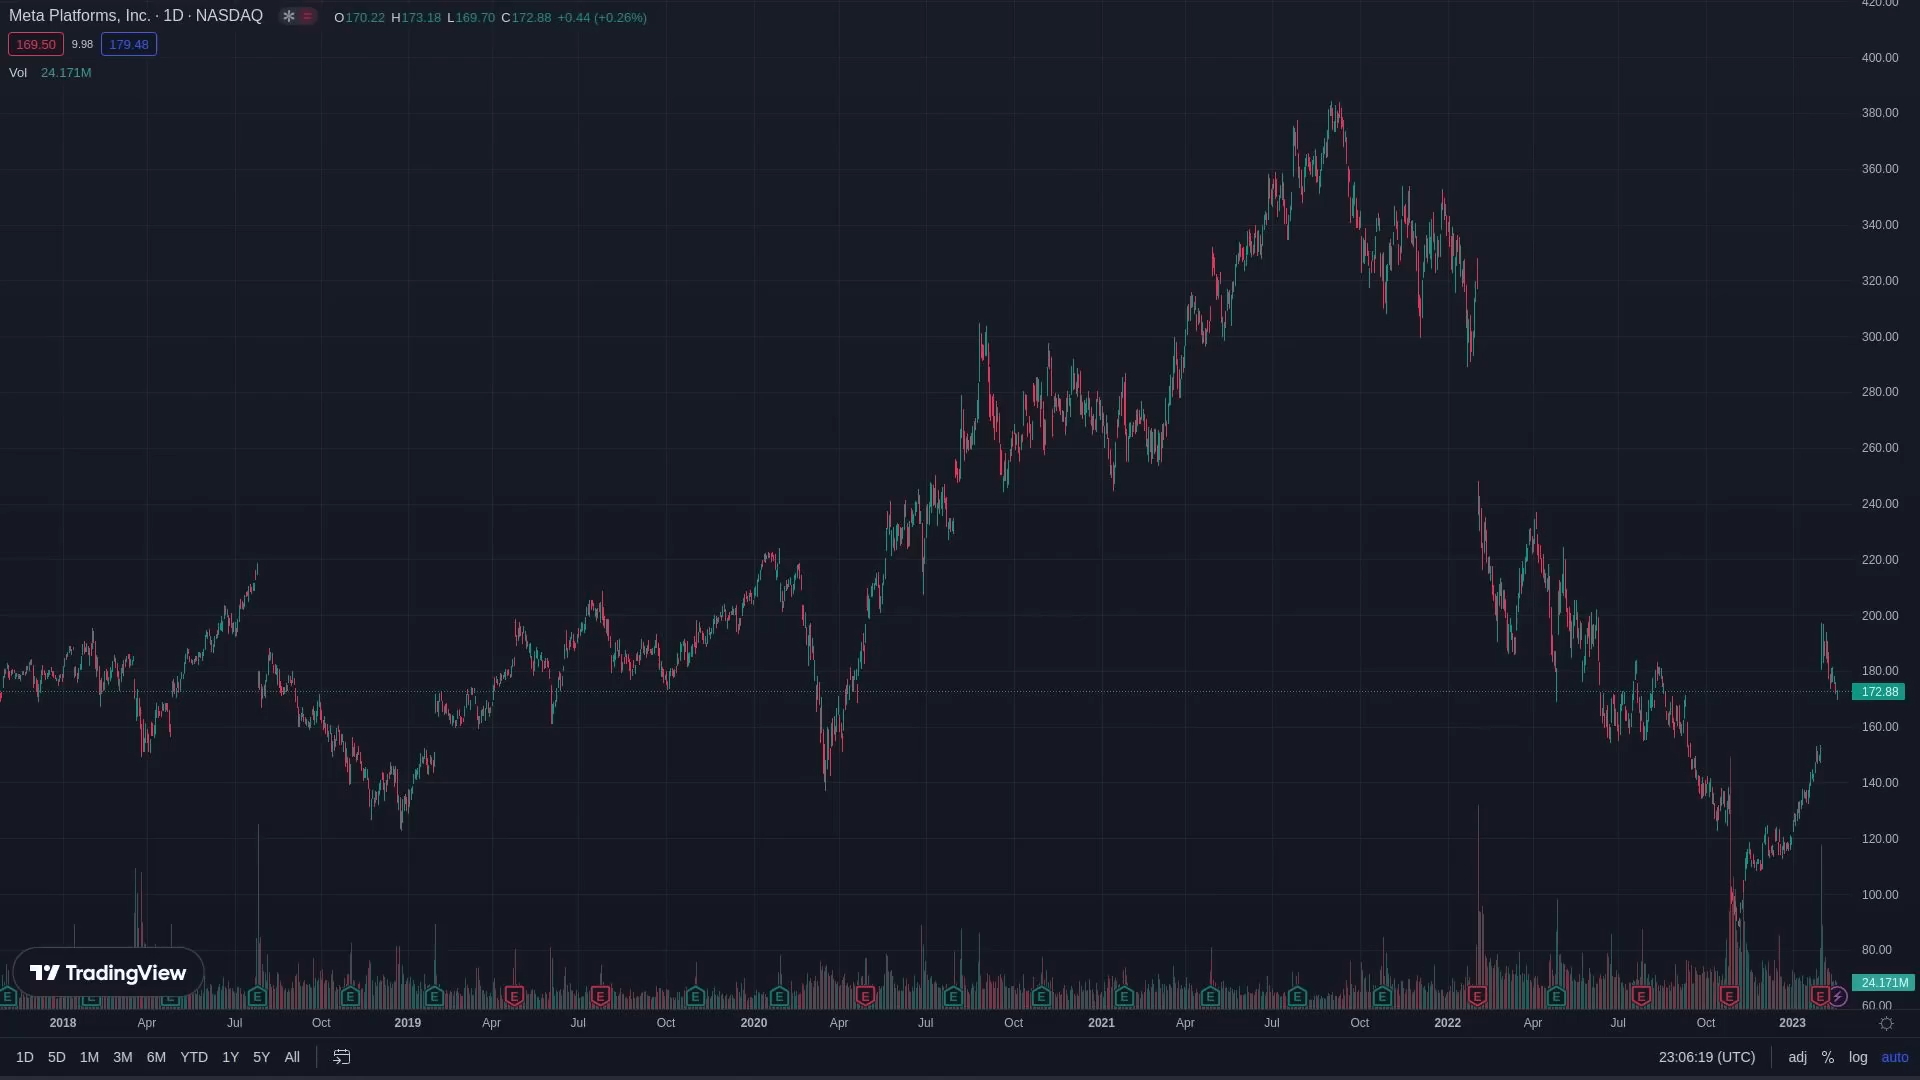 Meta Platforms, Inc. · 1D · NASDAQ O170.22 H173.18 L169.70 C172.88 +0.44 (+0.26%)
169.50 9.98 179.48
Vol 24.171M
420.00
400.00
380.00
360.00
340.00
320.00
300.00
280.00
260.00
240.00
220.00
200.00
180.00
172.88
160.00
140.00
120.00
100.00
80.00
24.171M
60.00
TradingView
E E E E E E E E E E E E E E E E E E E E E E
2018 Apr Jul Oct 2019 Apr Jul Oct 2020 Apr Jul Oct 2021 Apr Jul Oct 2022 Apr Jul Oct 2023
1D 5D 1M 3M 6M YTD 1Y 5Y All 23:06:19 (UTC) adj % log auto